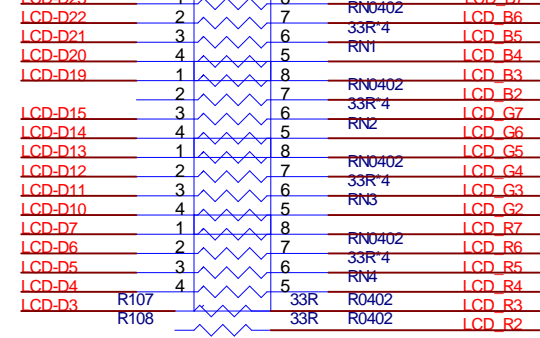 LCD-D23 1 8 LCD_B7
LCD-D22 2 7 RN0402 LCD_B6
LCD-D21 3 6 33R*4 LCD_B5
LCD-D20 4 5 RN1 LCD_B4
LCD-D19 1 8 LCD_B3
2 7 RN0402 LCD_B2
LCD-D15 3 6 33R*4 LCD_G7
LCD-D14 4 5 RN2 LCD_G6
LCD-D13 1 8 LCD_G5
LCD-D12 2 7 RN0402 LCD_G4
LCD-D11 3 6 33R*4 LCD_G3
LCD-D10 4 5 RN3 LCD_G2
LCD-D7 1 8 LCD_R7
LCD-D6 2 7 RN0402 LCD_R6
LCD-D5 3 6 33R*4 LCD_R5
LCD-D4 4 5 RN4 LCD_R4
LCD-D3 R107 33R R0402 LCD_R3
R108 33R R0402 LCD_R2